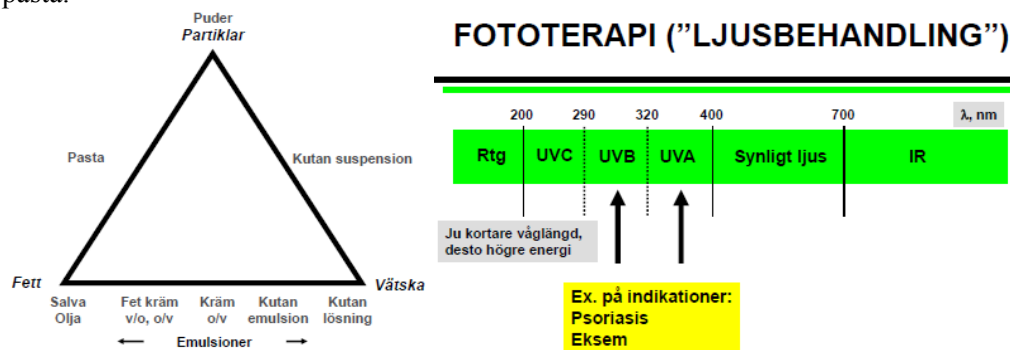 pasta.
Puder
Partiklar
Pasta
Kutan suspension
Fett
Vätska
Salva
Olja
Fet kräm
v/o, o/v
Kräm
o/v
Kutan
emulsion
Kutan
lösning
← Emulsioner →
FOTOTERAPI (”LJUSBEHANDLING”)
200 290 320 400 700 λ, nm
Rtg UVC UVB UVA Synligt ljus IR
Ju kortare våglängd,
desto högre energi
Ex. på indikationer:
Psoriasis
Eksem